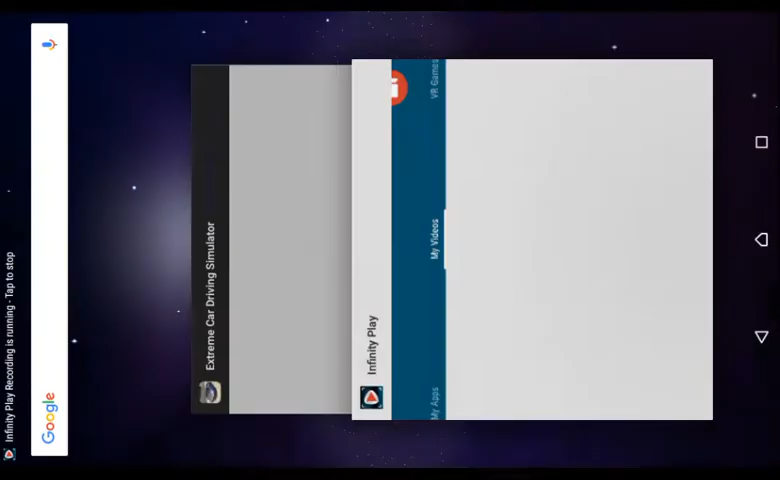 Infinity Play Recording is running - Tap to stop
Google
Extreme Car Driving Simulator
Infinity Play
My Apps
My Videos
VR Games